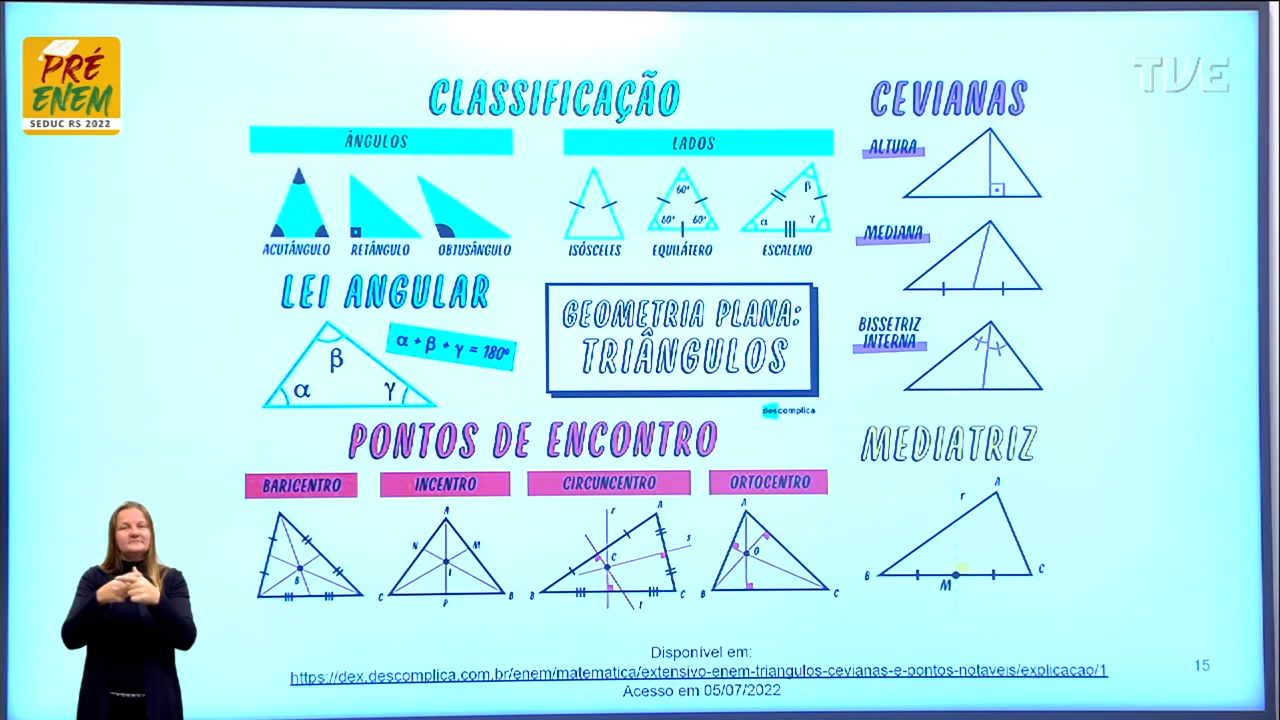 PRÉ
ENEM
SEDUC RS 2022
TVE
CLASSIFICAÇÃO
ÂNGULOS
LADOS
60°
60° 60°
β
α γ
ACUTÂNGULO RETÂNGULO OBTUSÂNGULO
ISÓSCELES EQUILÁTERO ESCALENO
LEI ANGULAR
α + β + γ = 180°
β
α γ
GEOMETRIA PLANA:
TRIÂNGULOS
descomplica
CEVIANAS
ALTURA
MEDIANA
BISSETRIZ
INTERNA
PONTOS DE ENCONTRO
BARICENTRO
INCENTRO
CIRCUNCENTRO
ORTOCENTRO
B
A
N M
I
C P B
r A
s
C
B t C
A
O
B C
MEDIATRIZ
r A
B M C
Disponível em:
https://dex.descomplica.com.br/enem/matematica/extensivo-enem-triangulos-cevianas-e-pontos-notaveis/explicacao/1
Acesso em 05/07/2022
15